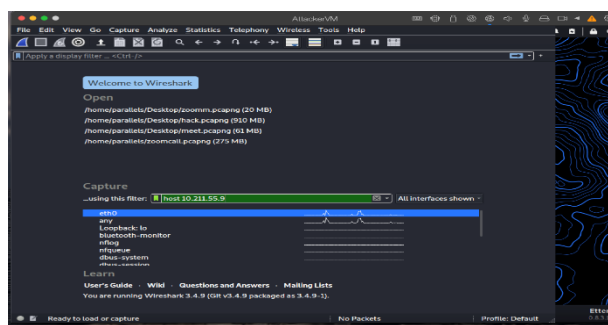 AttackerVM
File Edit View Go Capture Analyze Statistics Telephony Wireless Tools Help
Apply a display filter ... <Ctrl-/>
Welcome to Wireshark
Open
/home/parallels/Desktop/zoomm.pcapng (20 MB)
/home/parallels/Desktop/hack.pcapng (910 MB)
/home/parallels/Desktop/meet.pcapng (61 MB)
/home/parallels/zoomcall.pcapng (275 MB)
Capture
...using this filter: host 10.211.55.9 All interfaces shown
eth0
any
Loopback: lo
bluetooth-monitor
nflog
nfqueue
dbus-system
dbus-session
Learn
User's Guide · Wiki · Questions and Answers · Mailing Lists
You are running Wireshark 3.4.9 (Git v3.4.9 packaged as 3.4.9-1).
Ready to load or capture No Packets Profile: Default
Ette